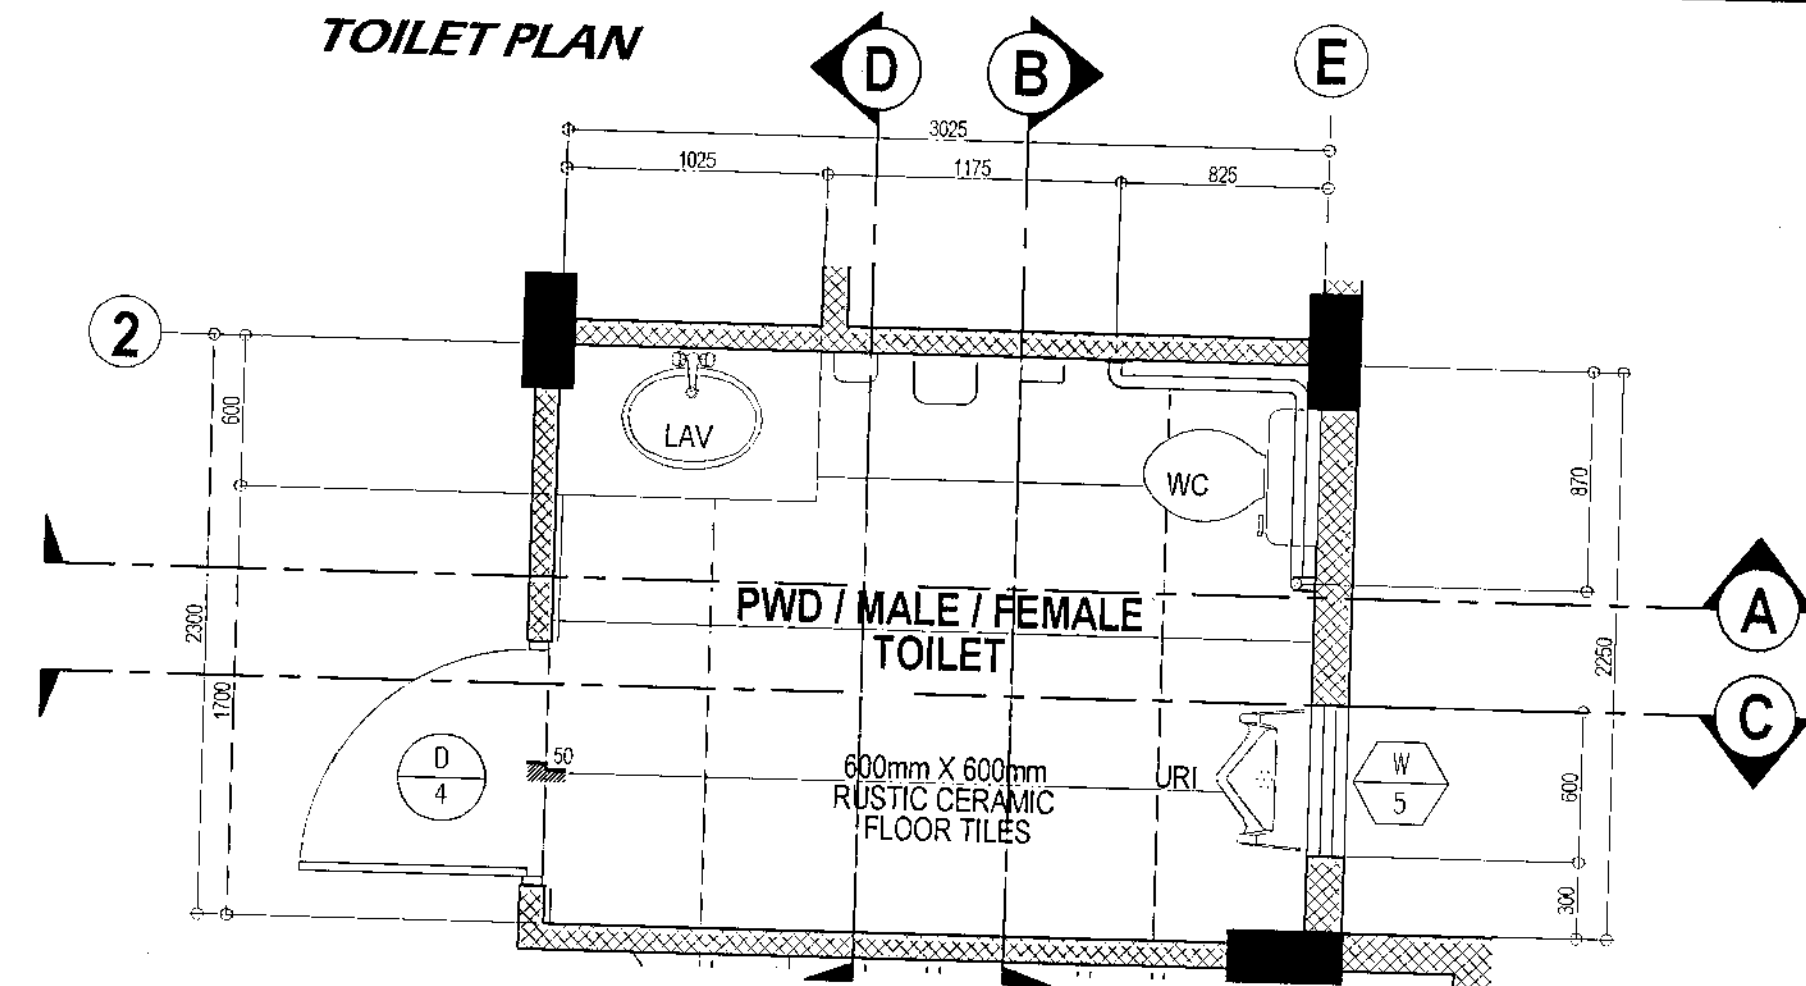 TOILET PLAN
D
B
E
3025
1025
1175
825
2
600
LAV
WC
870
PWD / MALE / FEMALE
TOILET
A
2300
2250
1700
C
50
D
4
600mm X 600mm
RUSTIC CERAMIC
FLOOR TILES
URI
W
5
600
300